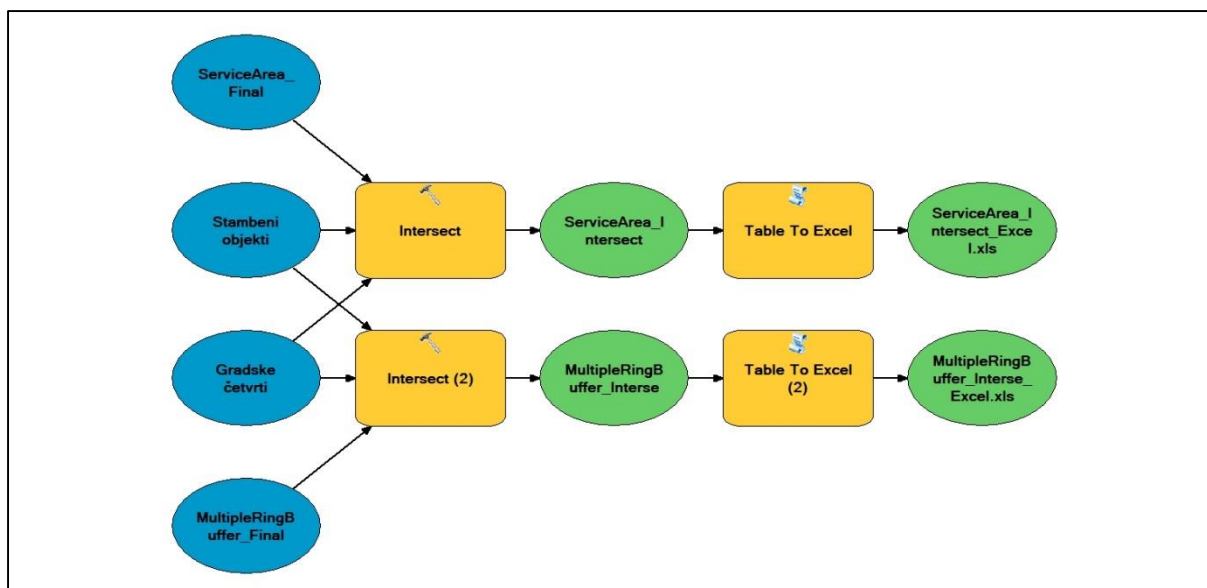 ServiceArea_
Final
Stambeni
objekti
Intersect
ServiceArea_I
ntersect
Table To Excel
ServiceArea_I
ntersect_Exce
l.xls
Gradske
četvrti
Intersect (2)
MultipleRingB
uffer_Interse
Table To Excel
(2)
MultipleRingB
uffer_Interse_
Excel.xls
MultipleRingB
uffer_Final